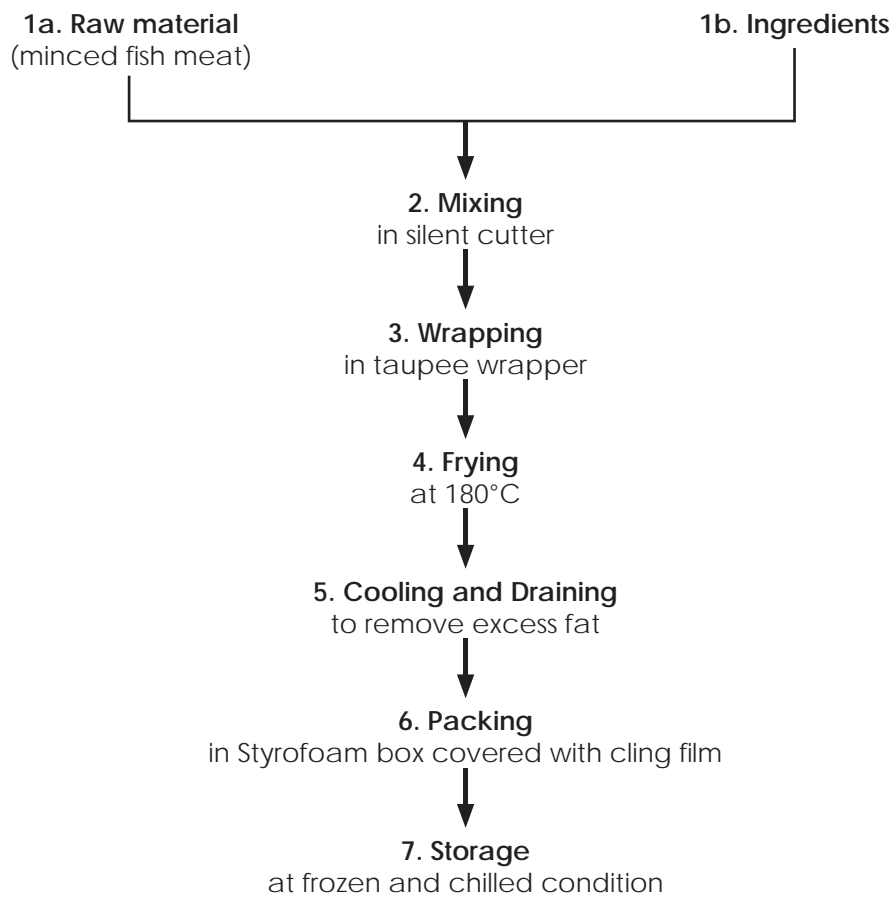 1a. Raw material
(minced fish meat)
1b. Ingredients
2. Mixing
in silent cutter
3. Wrapping
in taupee wrapper
4. Frying
at 180°C
5. Cooling and Draining
to remove excess fat
6. Packing
in Styrofoam box covered with cling film
7. Storage
at frozen and chilled condition